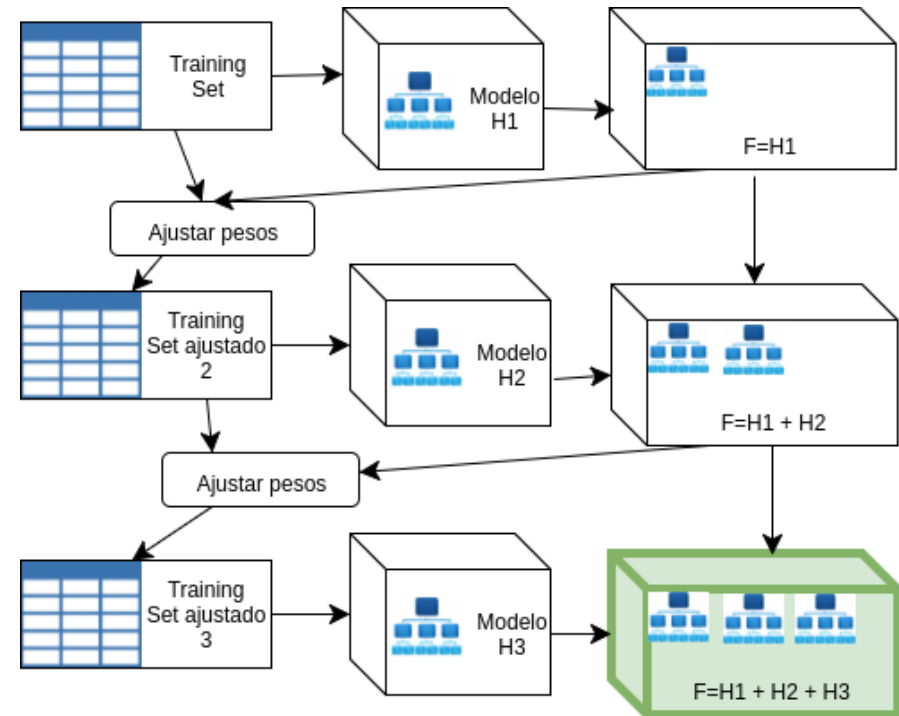 Training
Set
Modelo
H1
F=H1
Ajustar pesos
Training
Set ajustado
2
Modelo
H2
F=H1 + H2
Ajustar pesos
Training
Set ajustado
3
Modelo
H3
F=H1 + H2 + H3